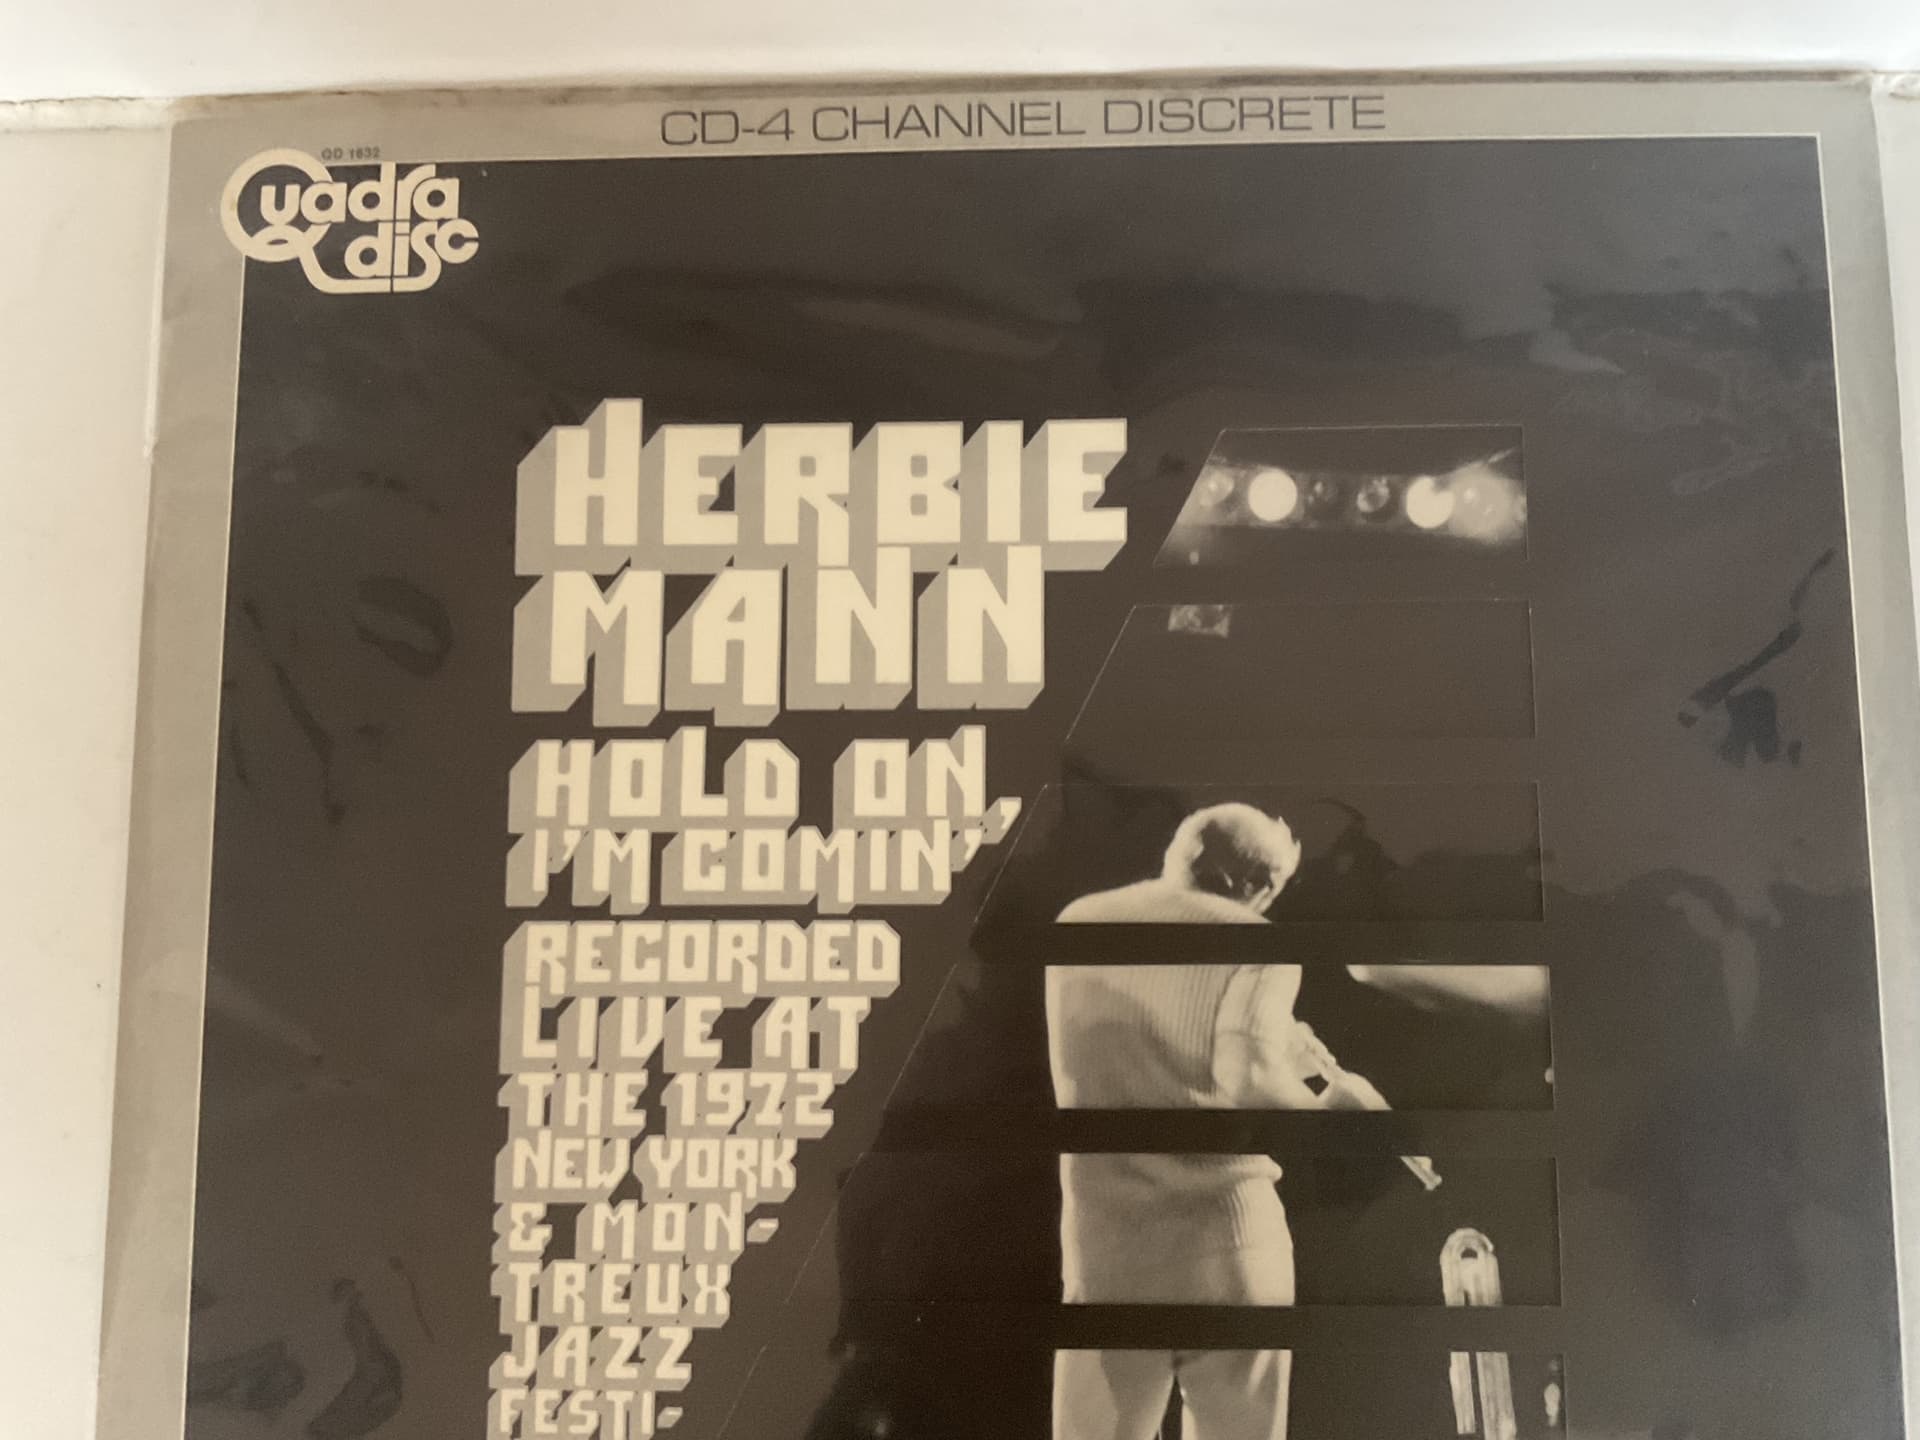 CD-4 CHANNEL DISCRETE
QD 1632
Quadra
disc
HERBIE
MANN
HOLD ON,
I'M COMIN'
RECORDED
LIVE AT
THE 1972
NEW YORK
& MON-
TREUX
JAZZ
FESTI-